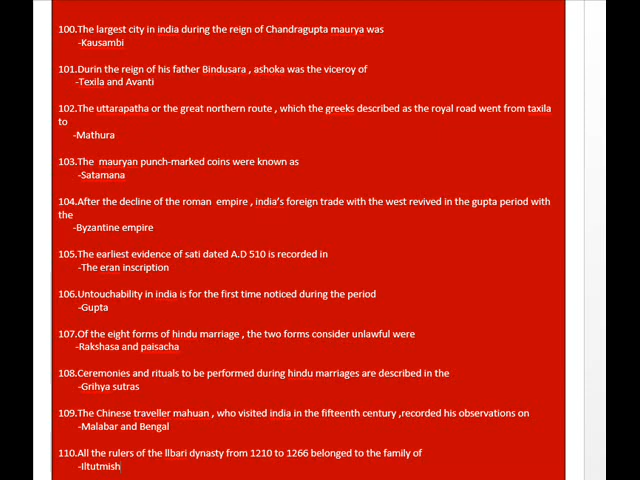 100.The largest city in india during the reign of Chandragupta maurya was
-Kausambi
101.Durin the reign of his father Bindusara , ashoka was the viceroy of
-Texila and Avanti
102.The uttarapatha or the great northern route , which the greeks described as the royal road went from taxila
to
-Mathura
103.The  mauryan punch-marked coins were known as
-Satamana
104.After the decline of the roman  empire , india's foreign trade with the west revived in the gupta period with
the
-Byzantine empire
105.The earliest evidence of sati dated A.D 510 is recorded in
-The eran inscription
106.Untouchability in india is for the first time noticed during the period
-Gupta
107.Of the eight forms of hindu marriage , the two forms consider unlawful were
-Rakshasa and paisacha
108.Ceremonies and rituals to be performed during hindu marriages are described in the
-Grihya sutras
109.The Chinese traveller mahuan , who visited india in the fifteenth century ,recorded his observations on
-Malabar and Bengal
110.All the rulers of the llbari dynasty from 1210 to 1266 belonged to the family of
-Iltutmish